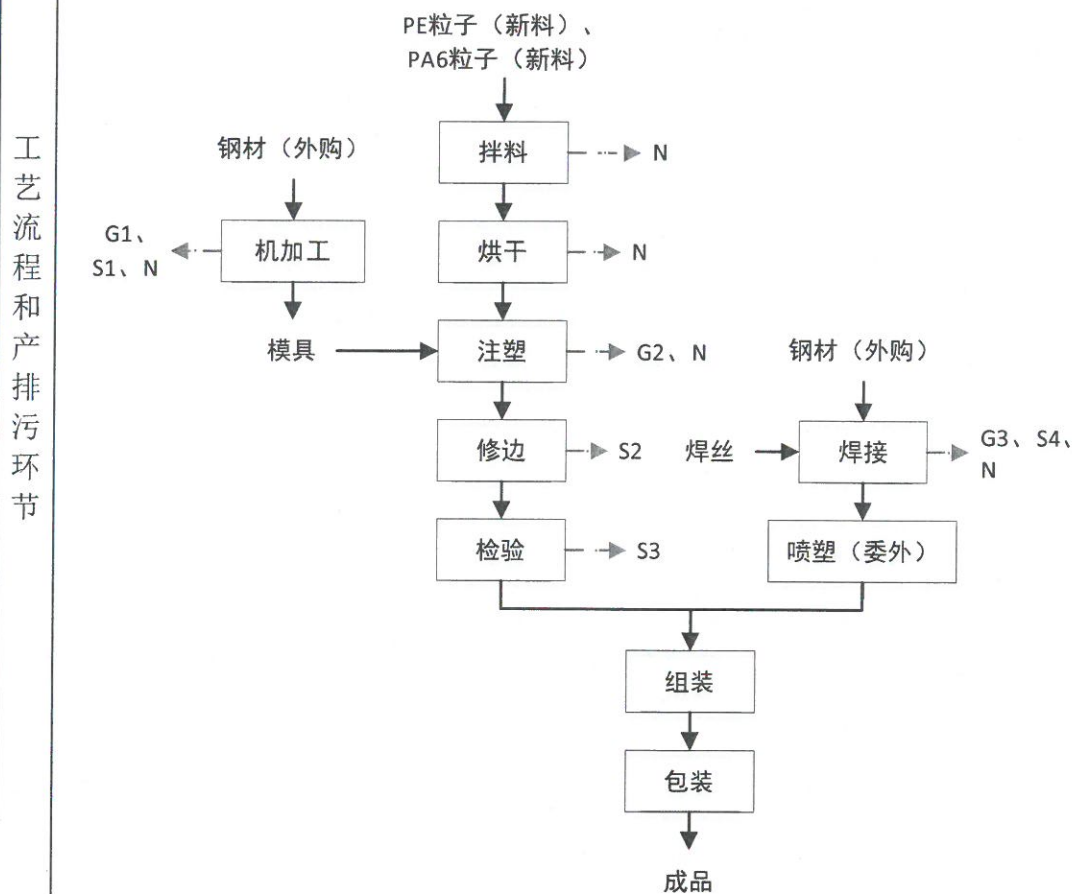 工艺流程和产排污环节
PE粒子（新料）、
PA6粒子（新料）
钢材（外购）
拌料
N
G1、
S1、N
机加工
烘干
N
模具
注塑
G2、N
钢材（外购）
修边
S2
焊丝
焊接
G3、S4、
N
检验
S3
喷塑（委外）
组装
包装
成品